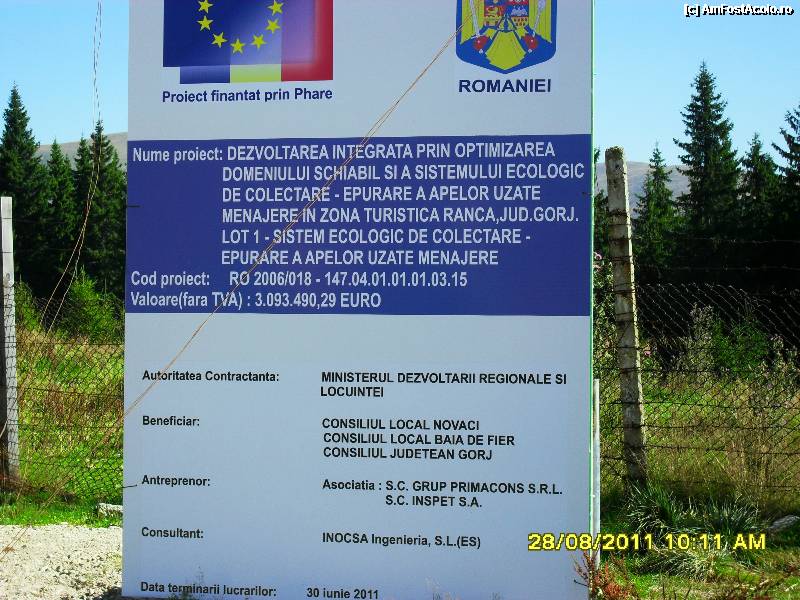 [c] AmFostAcolo.ro
Proiect finantat prin Phare
ROMANIEI
Nume proiect: DEZVOLTAREA INTEGRATA PRIN OPTIMIZAREA
DOMENIULUI SCHIABIL SI A SISTEMULUI ECOLOGIC
DE COLECTARE - EPURARE A APELOR UZATE
MENAJERE IN ZONA TURISTICA RANCA,JUD.GORJ.
LOT 1 - SISTEM ECOLOGIC DE COLECTARE -
EPURARE A APELOR UZATE MENAJERE
Cod proiect: RO 2006/018 - 147.04.01.01.01.03.15
Valoare(fara TVA) : 3.093.490,29 EURO
Autoritatea Contractanta: MINISTERUL DEZVOLTARII REGIONALE SI
LOCUINTEI
Beneficiar: CONSILIUL LOCAL NOVACI
CONSILIUL LOCAL BAIA DE FIER
CONSILIUL JUDETEAN GORJ
Antreprenor: Asociatia : S.C. GRUP PRIMACONS S.R.L.
S.C. INSPET S.A.
Consultant: INOCSA Ingenieria, S.L.(ES)
28/08/2011 10:11 AM
Data terminarii lucrarilor: 30 iunie 2011